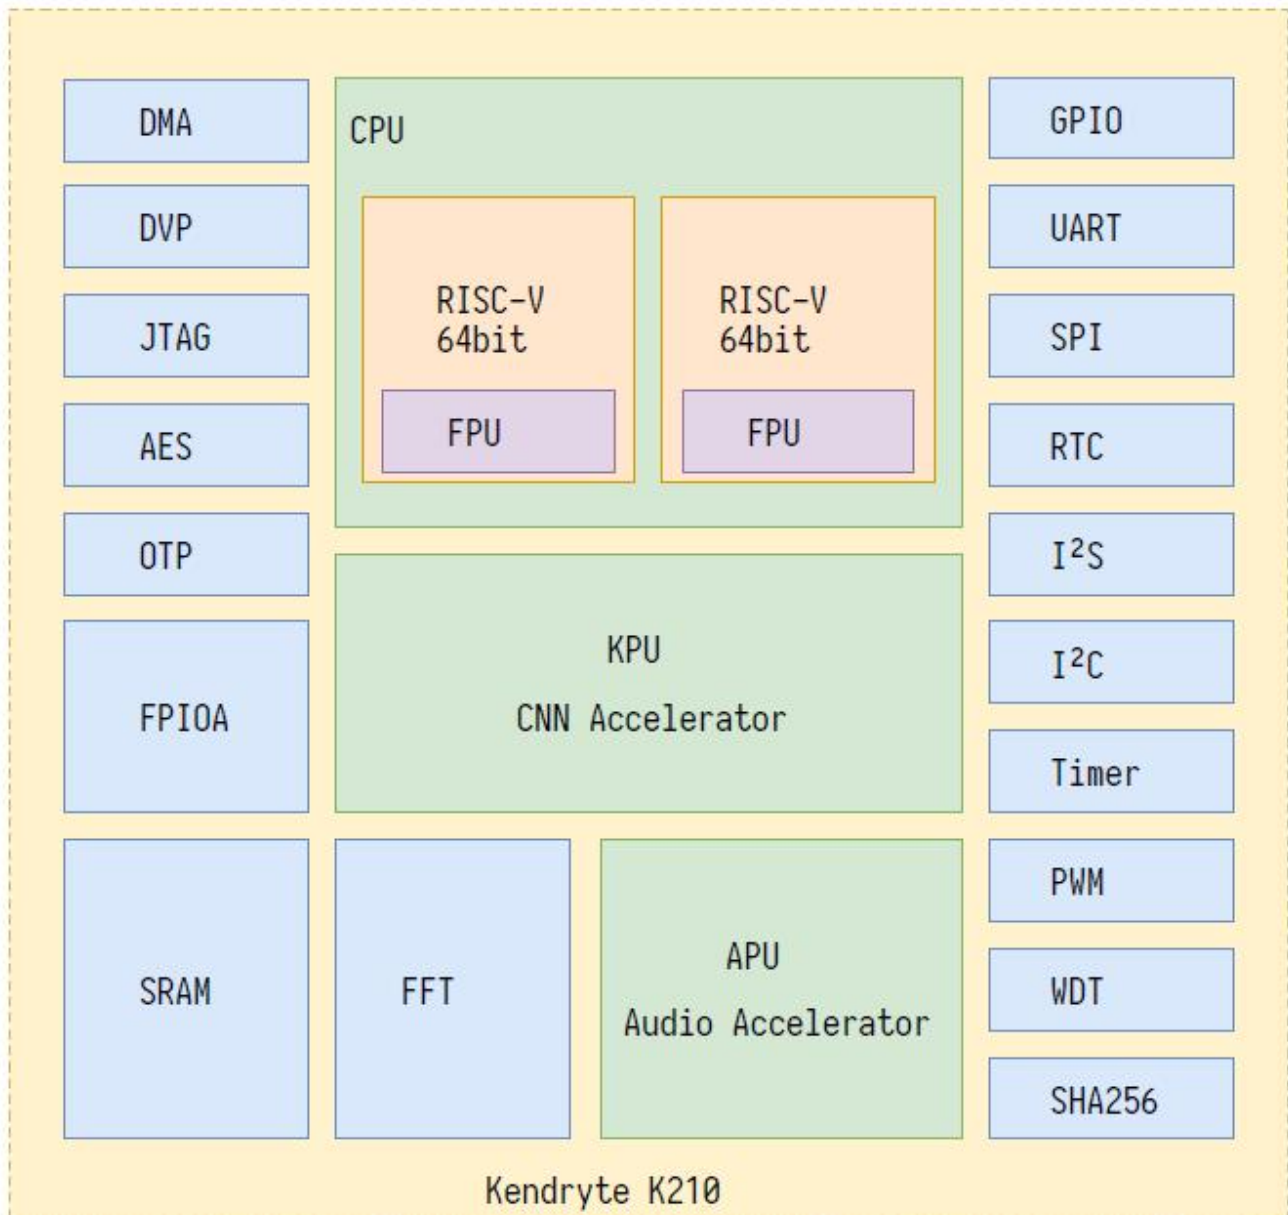 DMA
DVP
JTAG
AES
OTP
FPIOA
SRAM
CPU
RISC-V
64bit
FPU
RISC-V
64bit
FPU
KPU
CNN Accelerator
FFT
APU
Audio Accelerator
GPIO
UART
SPI
RTC
I²S
I²C
Timer
PWM
WDT
SHA256
Kendryte K210